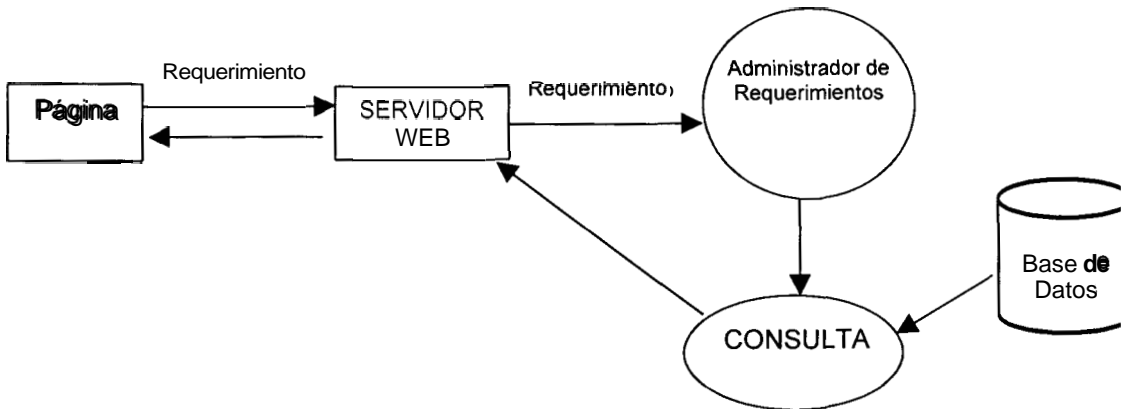 Requerimiento
Página
SERVIDOR
WEB
Requerimiento
Administrador de
Requerimientos
Base de
Datos
CONSULTA